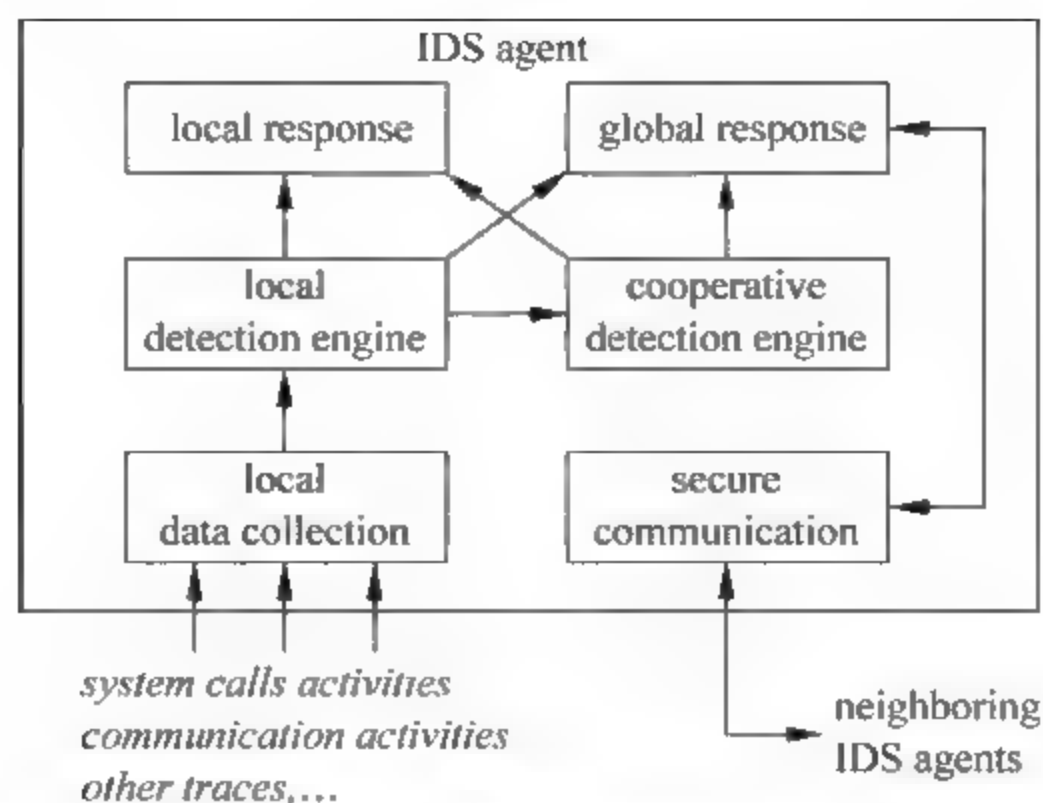 IDS agent
local response
global response
local
detection engine
cooperative
detection engine
local
data collection
secure
communication
system calls activities
communication activities
other traces,...
neighboring
IDS agents